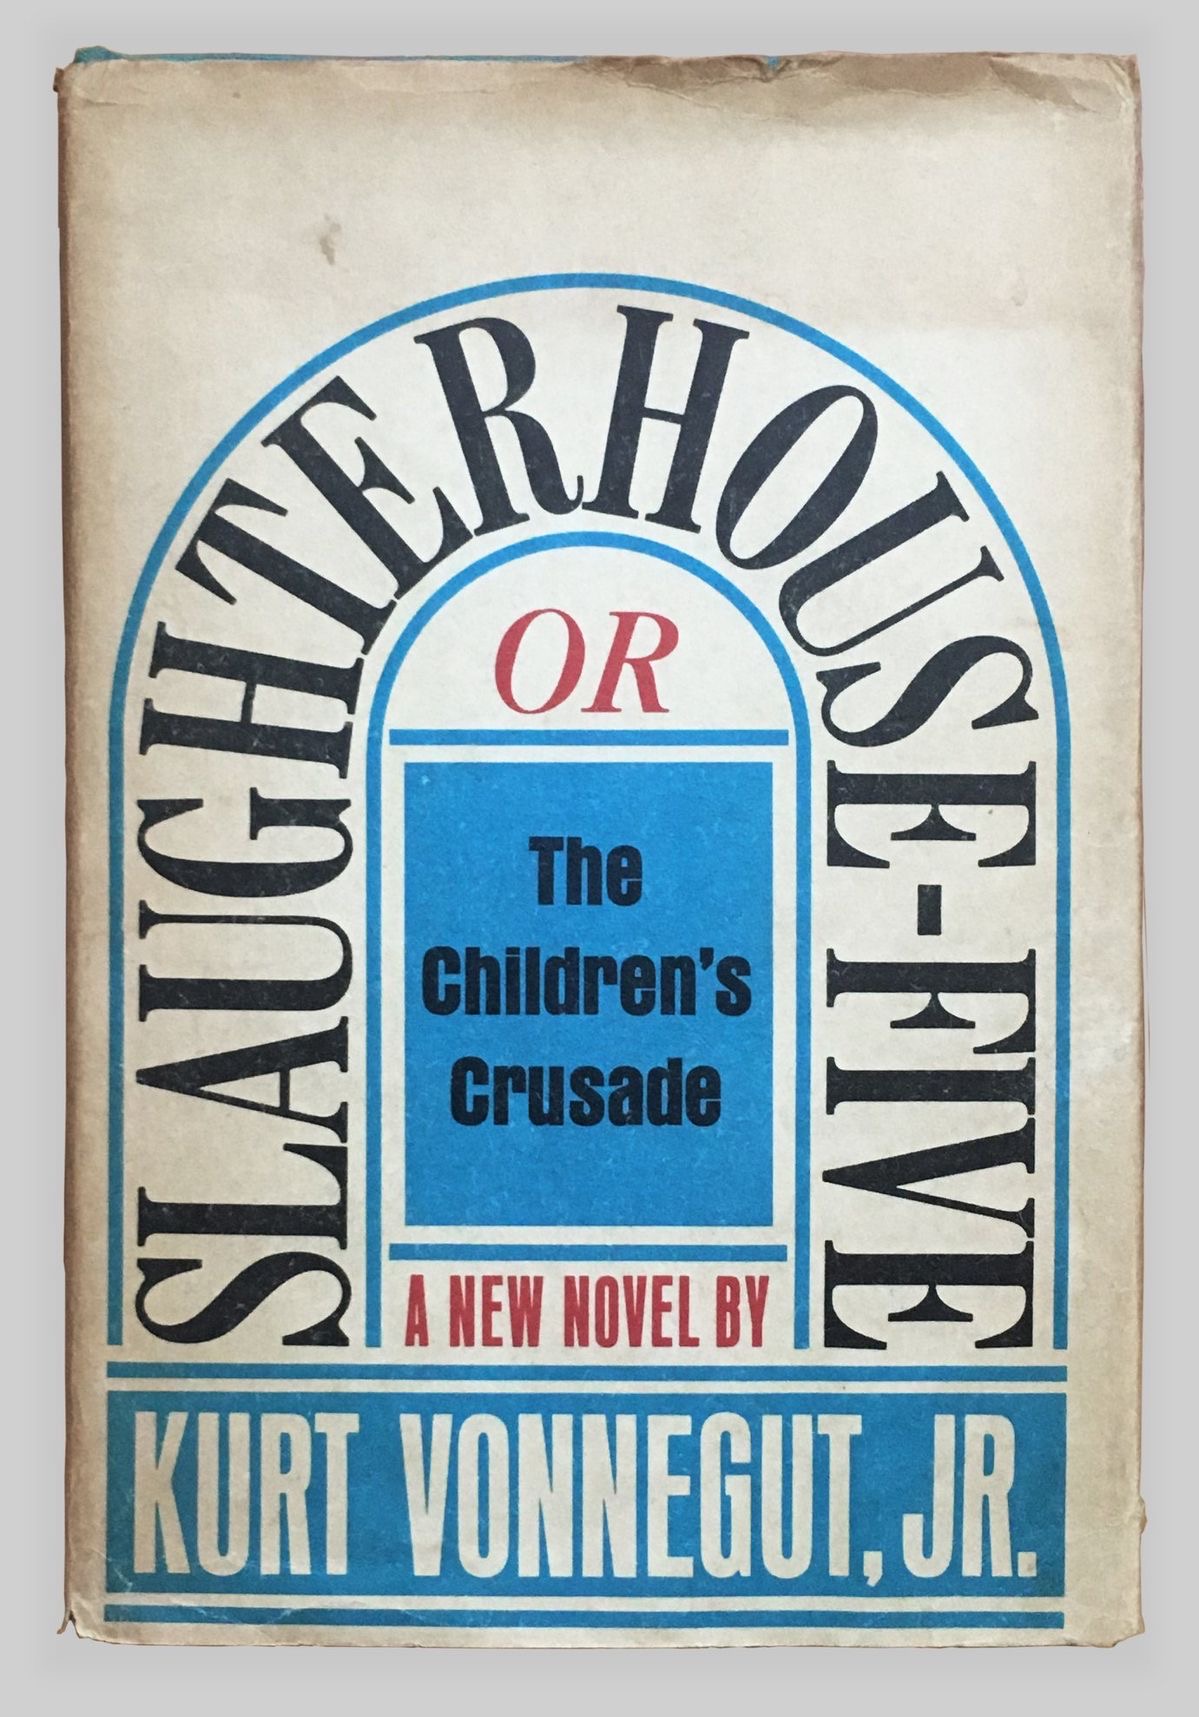 SLAUGHTERHOUSE-FIVE
OR
The
Children's
Crusade
A NEW NOVEL BY
KURT VONNEGUT, JR.